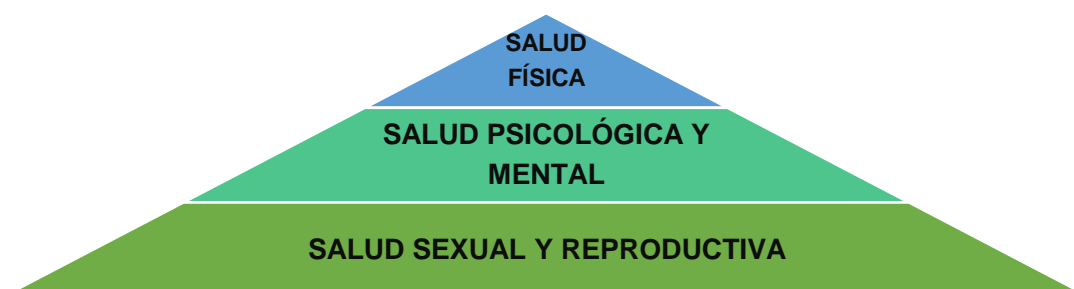 SALUD
FÍSICA
SALUD PSICOLÓGICA Y
MENTAL
SALUD SEXUAL Y REPRODUCTIVA